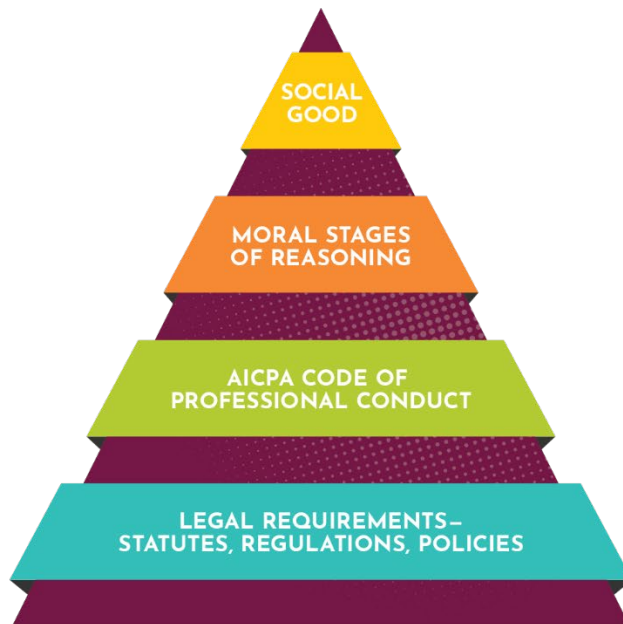 SOCIAL
GOOD
MORAL STAGES
OF REASONING
AICPA CODE OF
PROFESSIONAL CONDUCT
LEGAL REQUIREMENTS–
STATUTES, REGULATIONS, POLICIES